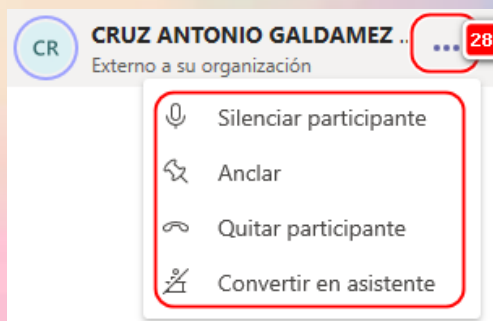 CR
CRUZ ANTONIO GALDAMEZ ..
Externo a su organización
28
Silenciar participante
Anclar
Quitar participante
Convertir en asistente